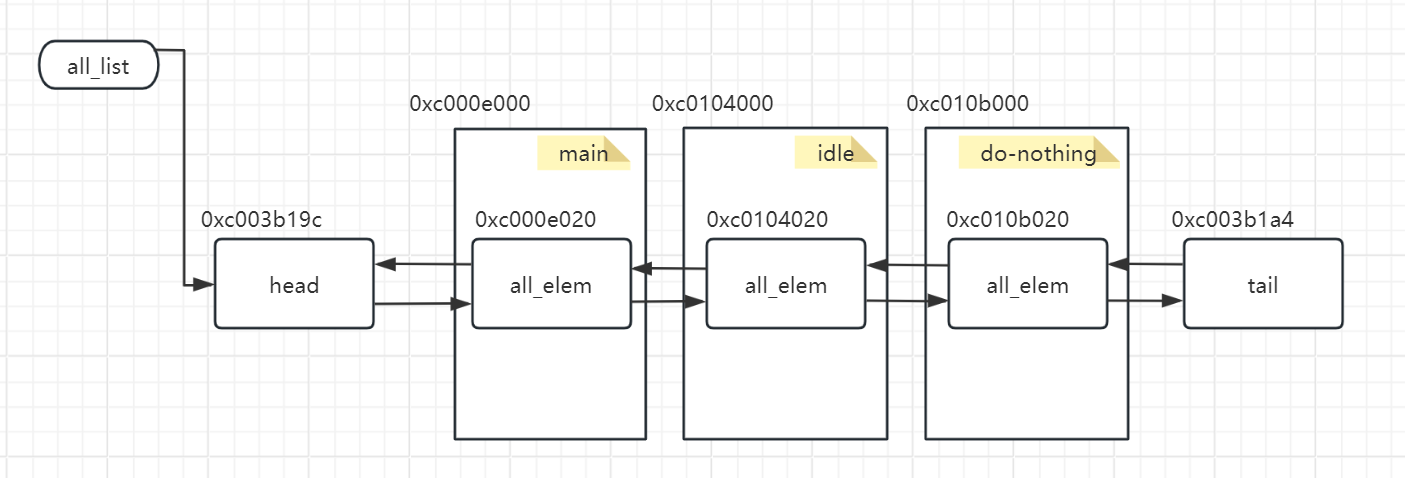 all_list
0xc000e000
0xc0104000
0xc010b000
main
idle
do-nothing
0xc003b19c
0xc000e020
0xc0104020
0xc010b020
0xc003b1a4
head
all_elem
all_elem
all_elem
tail